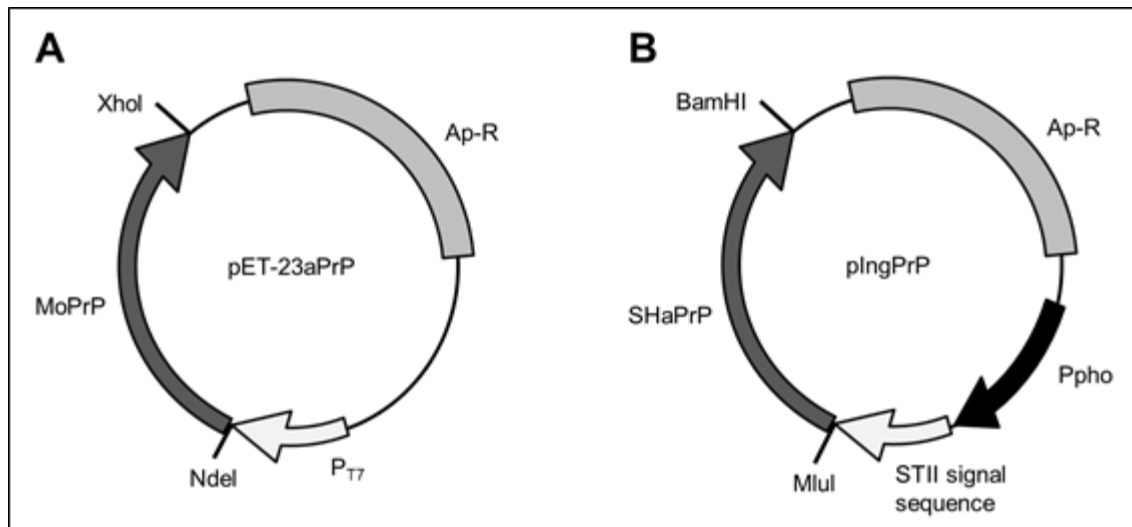 A
XhoI
Ap-R
pET-23aPrP
MoPrP
NdeI
PT7
B
BamHI
Ap-R
pIngPrP
SHaPrP
Ppho
MluI
STII signal
sequence